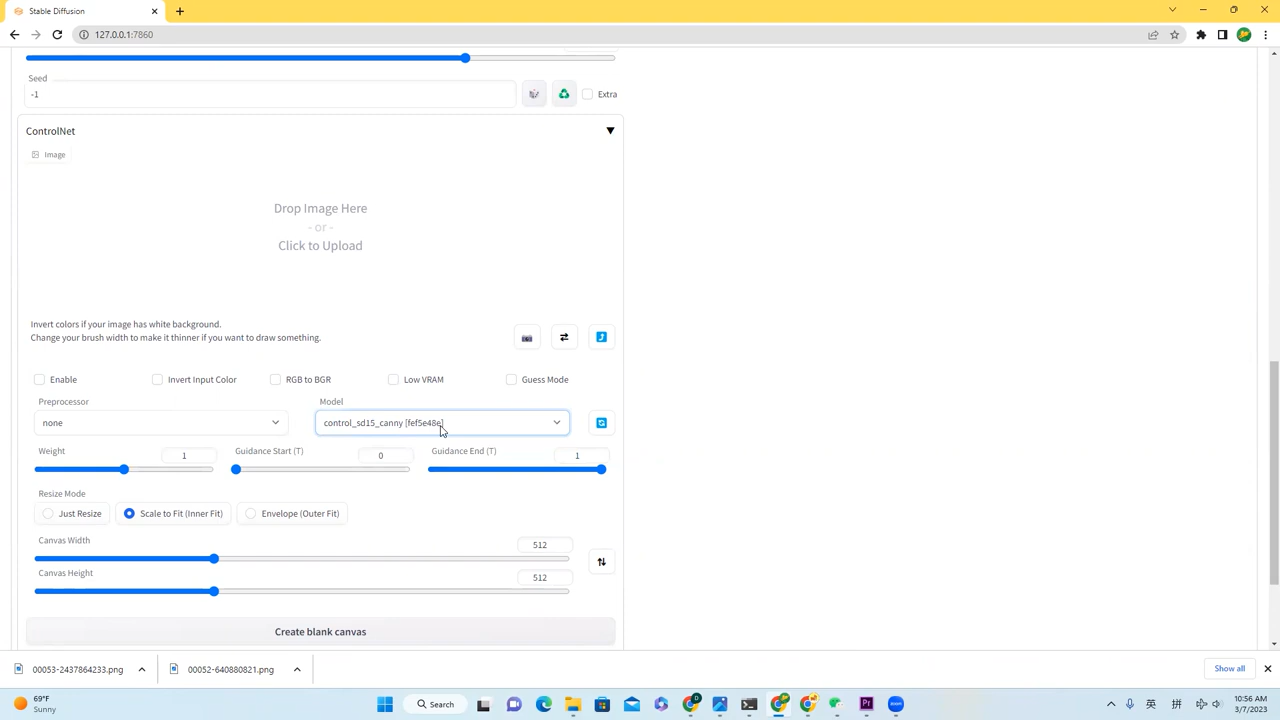 Stable Diffusion
127.0.0.1:7860
Seed
-1
Extra
ControlNet
Image
Drop Image Here
- or -
Click to Upload
Invert colors if your image has white background.
Change your brush width to make it thinner if you want to draw something.
Enable
Invert Input Color
RGB to BGR
Low VRAM
Guess Mode
Preprocessor
Model
none
control_sd15_canny [fef5e48e]
Weight
1
Guidance Start (T)
0
Guidance End (T)
1
Resize Mode
Just Resize
Scale to Fit (Inner Fit)
Envelope (Outer Fit)
Canvas Width
512
Canvas Height
512
Create blank canvas
00053-2437864233.png
00052-640880821.png
Show all
69°F
Sunny
Search
英
拼
10:56 AM
3/7/2023